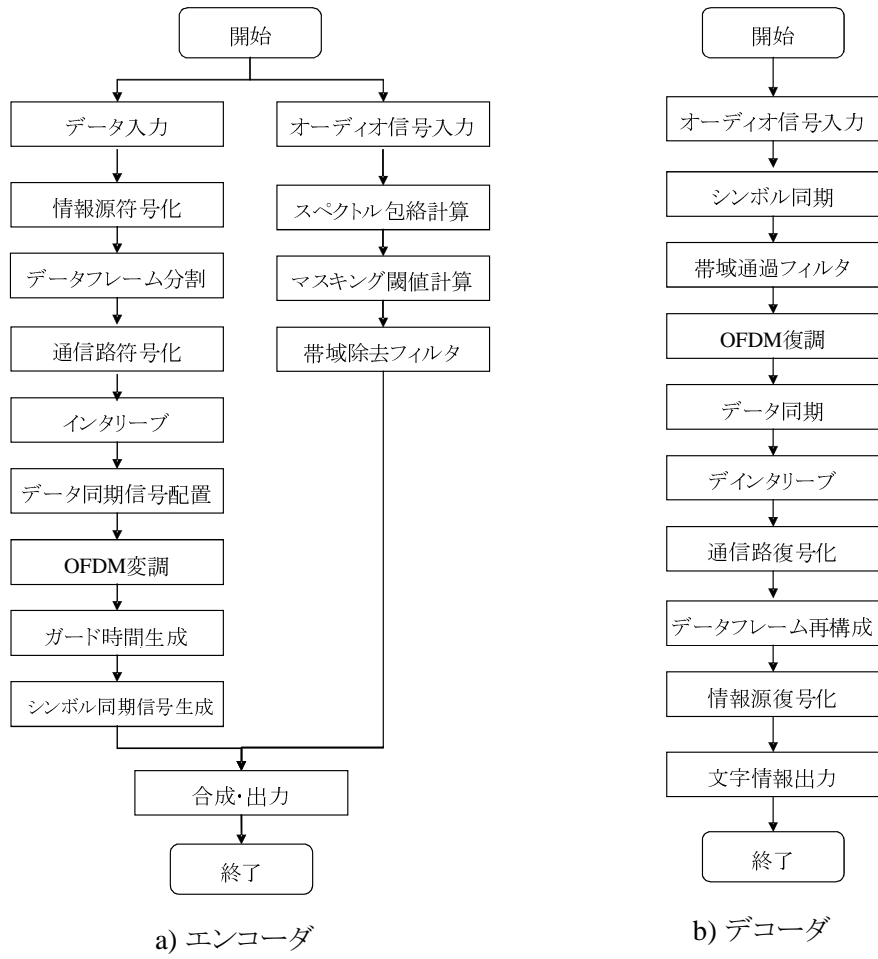 開始
データ入力
情報源符号化
データフレーム分割
通信路符号化
インタリーブ
データ同期信号配置
OFDM変調
ガード時間生成
シンボル同期信号生成
オーディオ信号入力
スペクトル包絡計算
マスキング閾値計算
帯域除去フィルタ
合成・出力
終了
a) エンコーダ
開始
オーディオ信号入力
シンボル同期
帯域通過フィルタ
OFDM復調
データ同期
デインタリーブ
通信路復号化
データフレーム再構成
情報源復号化
文字情報出力
終了
b) デコーダ